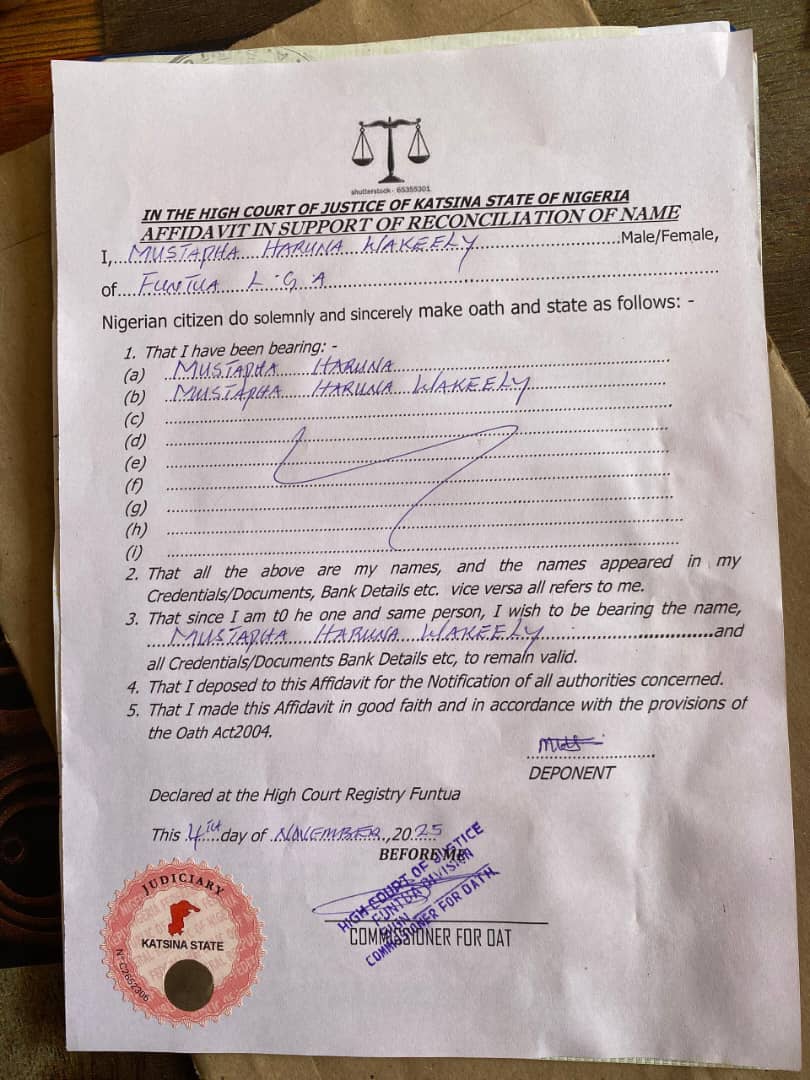 shutterstock · 65355301
IN THE HIGH COURT OF JUSTICE OF KATSINA STATE OF NIGERIA
AFFIDAVIT IN SUPPORT OF RECONCILIATION OF NAME
I,...MUSTAPHA HARUNA WAKEELY...Male/Female,
of....FUNTUA L.G.A...
Nigerian citizen do solemnly and sincerely make oath and state as follows: -
1. That I have been bearing: -
(a) MUSTAPHA HARUNA
(b) MUSTAPHA HARUNA WAKEELY
(c)
(d)
(e)
(f)
(g)
(h)
(i)
2. That all the above are my names, and the names appeared in my
Credentials/Documents, Bank Details etc. vice versa all refers to me.
3. That since I am t0 he one and same person, I wish to be bearing the name,
....MUSTAPHA HARUNA WAKEELY...and
all Credentials/Documents Bank Details etc, to remain valid.
4. That I deposed to this Affidavit for the Notification of all authorities concerned.
5. That I made this Affidavit in good faith and in accordance with the provisions of
the Oath Act2004.
DEPONENT
Declared at the High Court Registry Funtua
This 4TH day of NOVEMBER,2025
BEFORE ME
HIGH COURT OF JUSTICE
FUNTUA DIVISION
COMMISSIONER FOR OATH
COMMISSIONER FOR OAT
JUDICIARY
KATSINA STATE